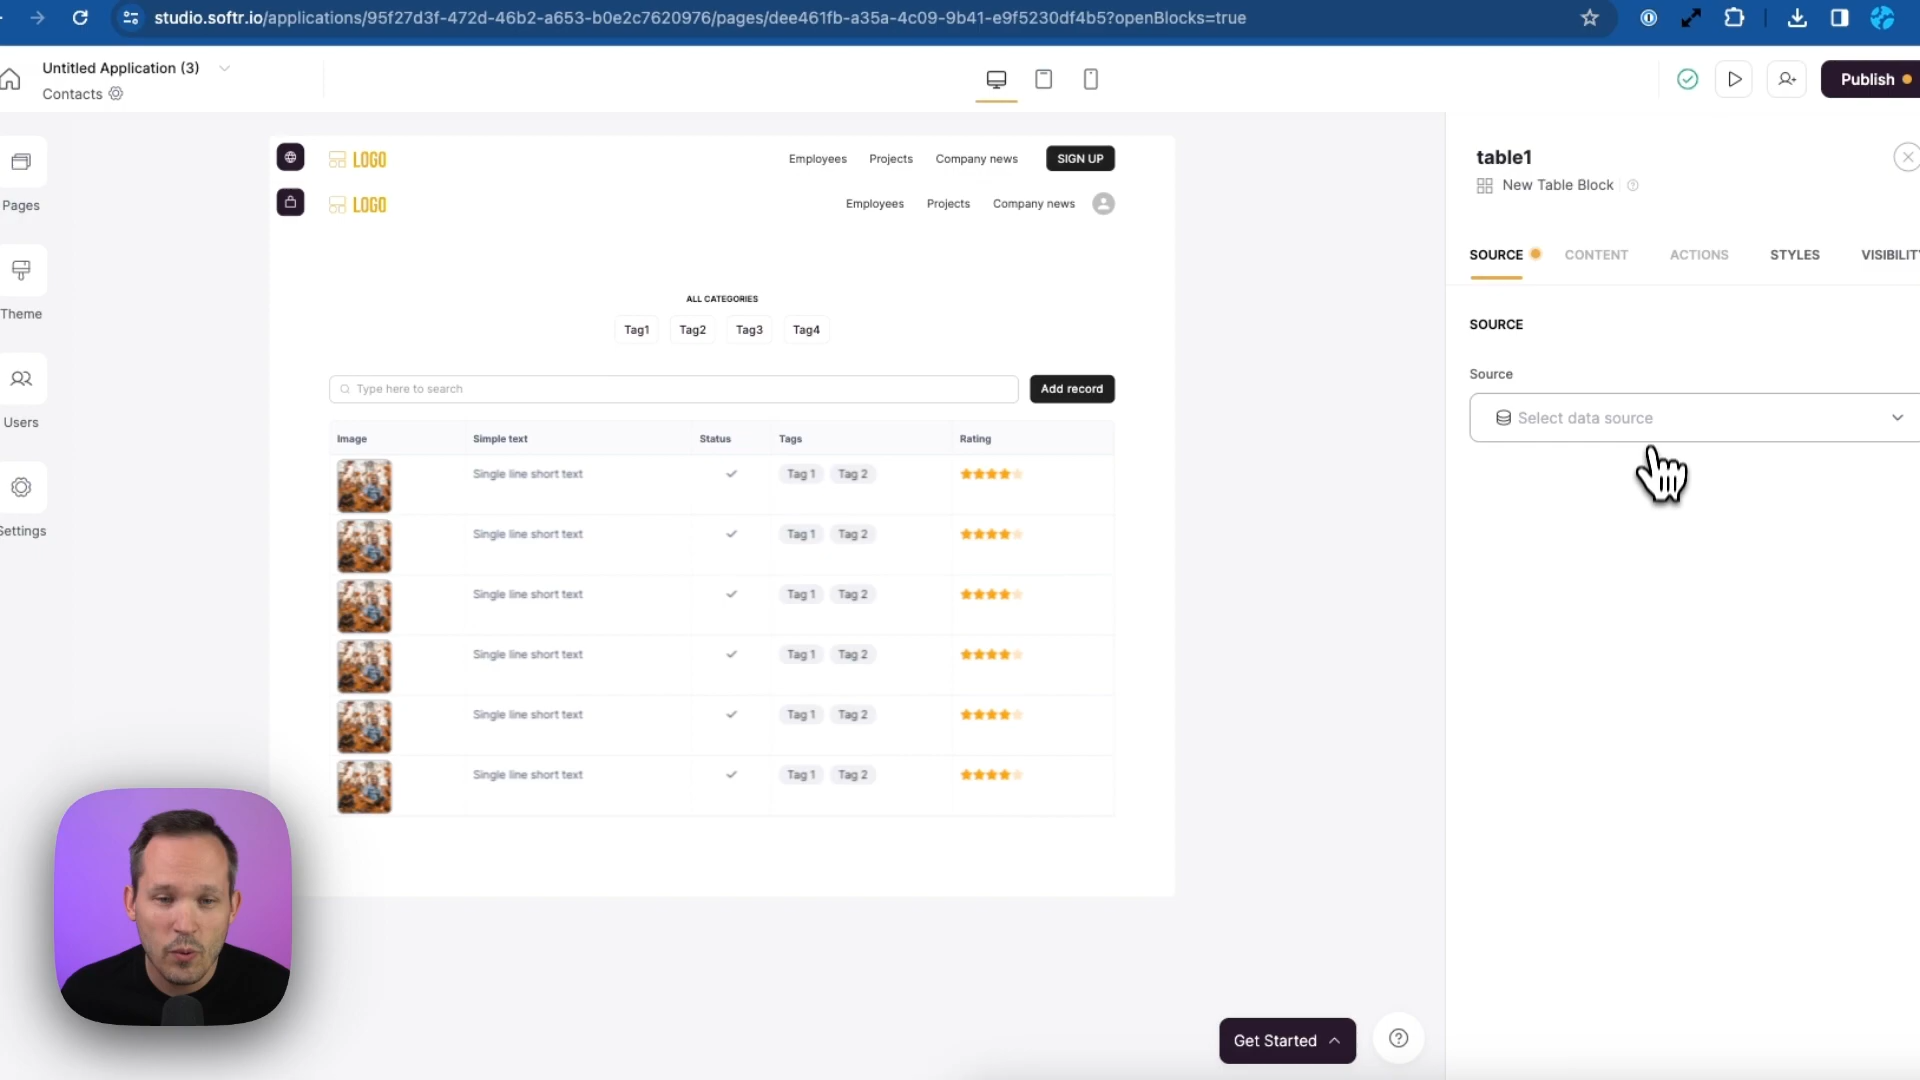 studio.softr.io/applications/95f27d3f-472d-46b2-a653-b0e2c7620976/pages/dee461fb-a35a-4c09-9b41-e9f5230df4b5?openBlocks=true
Untitled Application (3)
Contacts
Publish
Pages
Theme
Users
Settings
LOGO
Employees Projects Company news SIGN UP
LOGO
Employees Projects Company news
ALL CATEGORIES
Tag1 Tag2 Tag3 Tag4
Type here to search Add record
Image Simple text Status Tags Rating
Single line short text Tag 1 Tag 2
Single line short text Tag 1 Tag 2
Single line short text Tag 1 Tag 2
Single line short text Tag 1 Tag 2
Single line short text Tag 1 Tag 2
Single line short text Tag 1 Tag 2
table1
New Table Block
SOURCE CONTENT ACTIONS STYLES VISIBILIT
SOURCE
Source
Select data source
Get Started